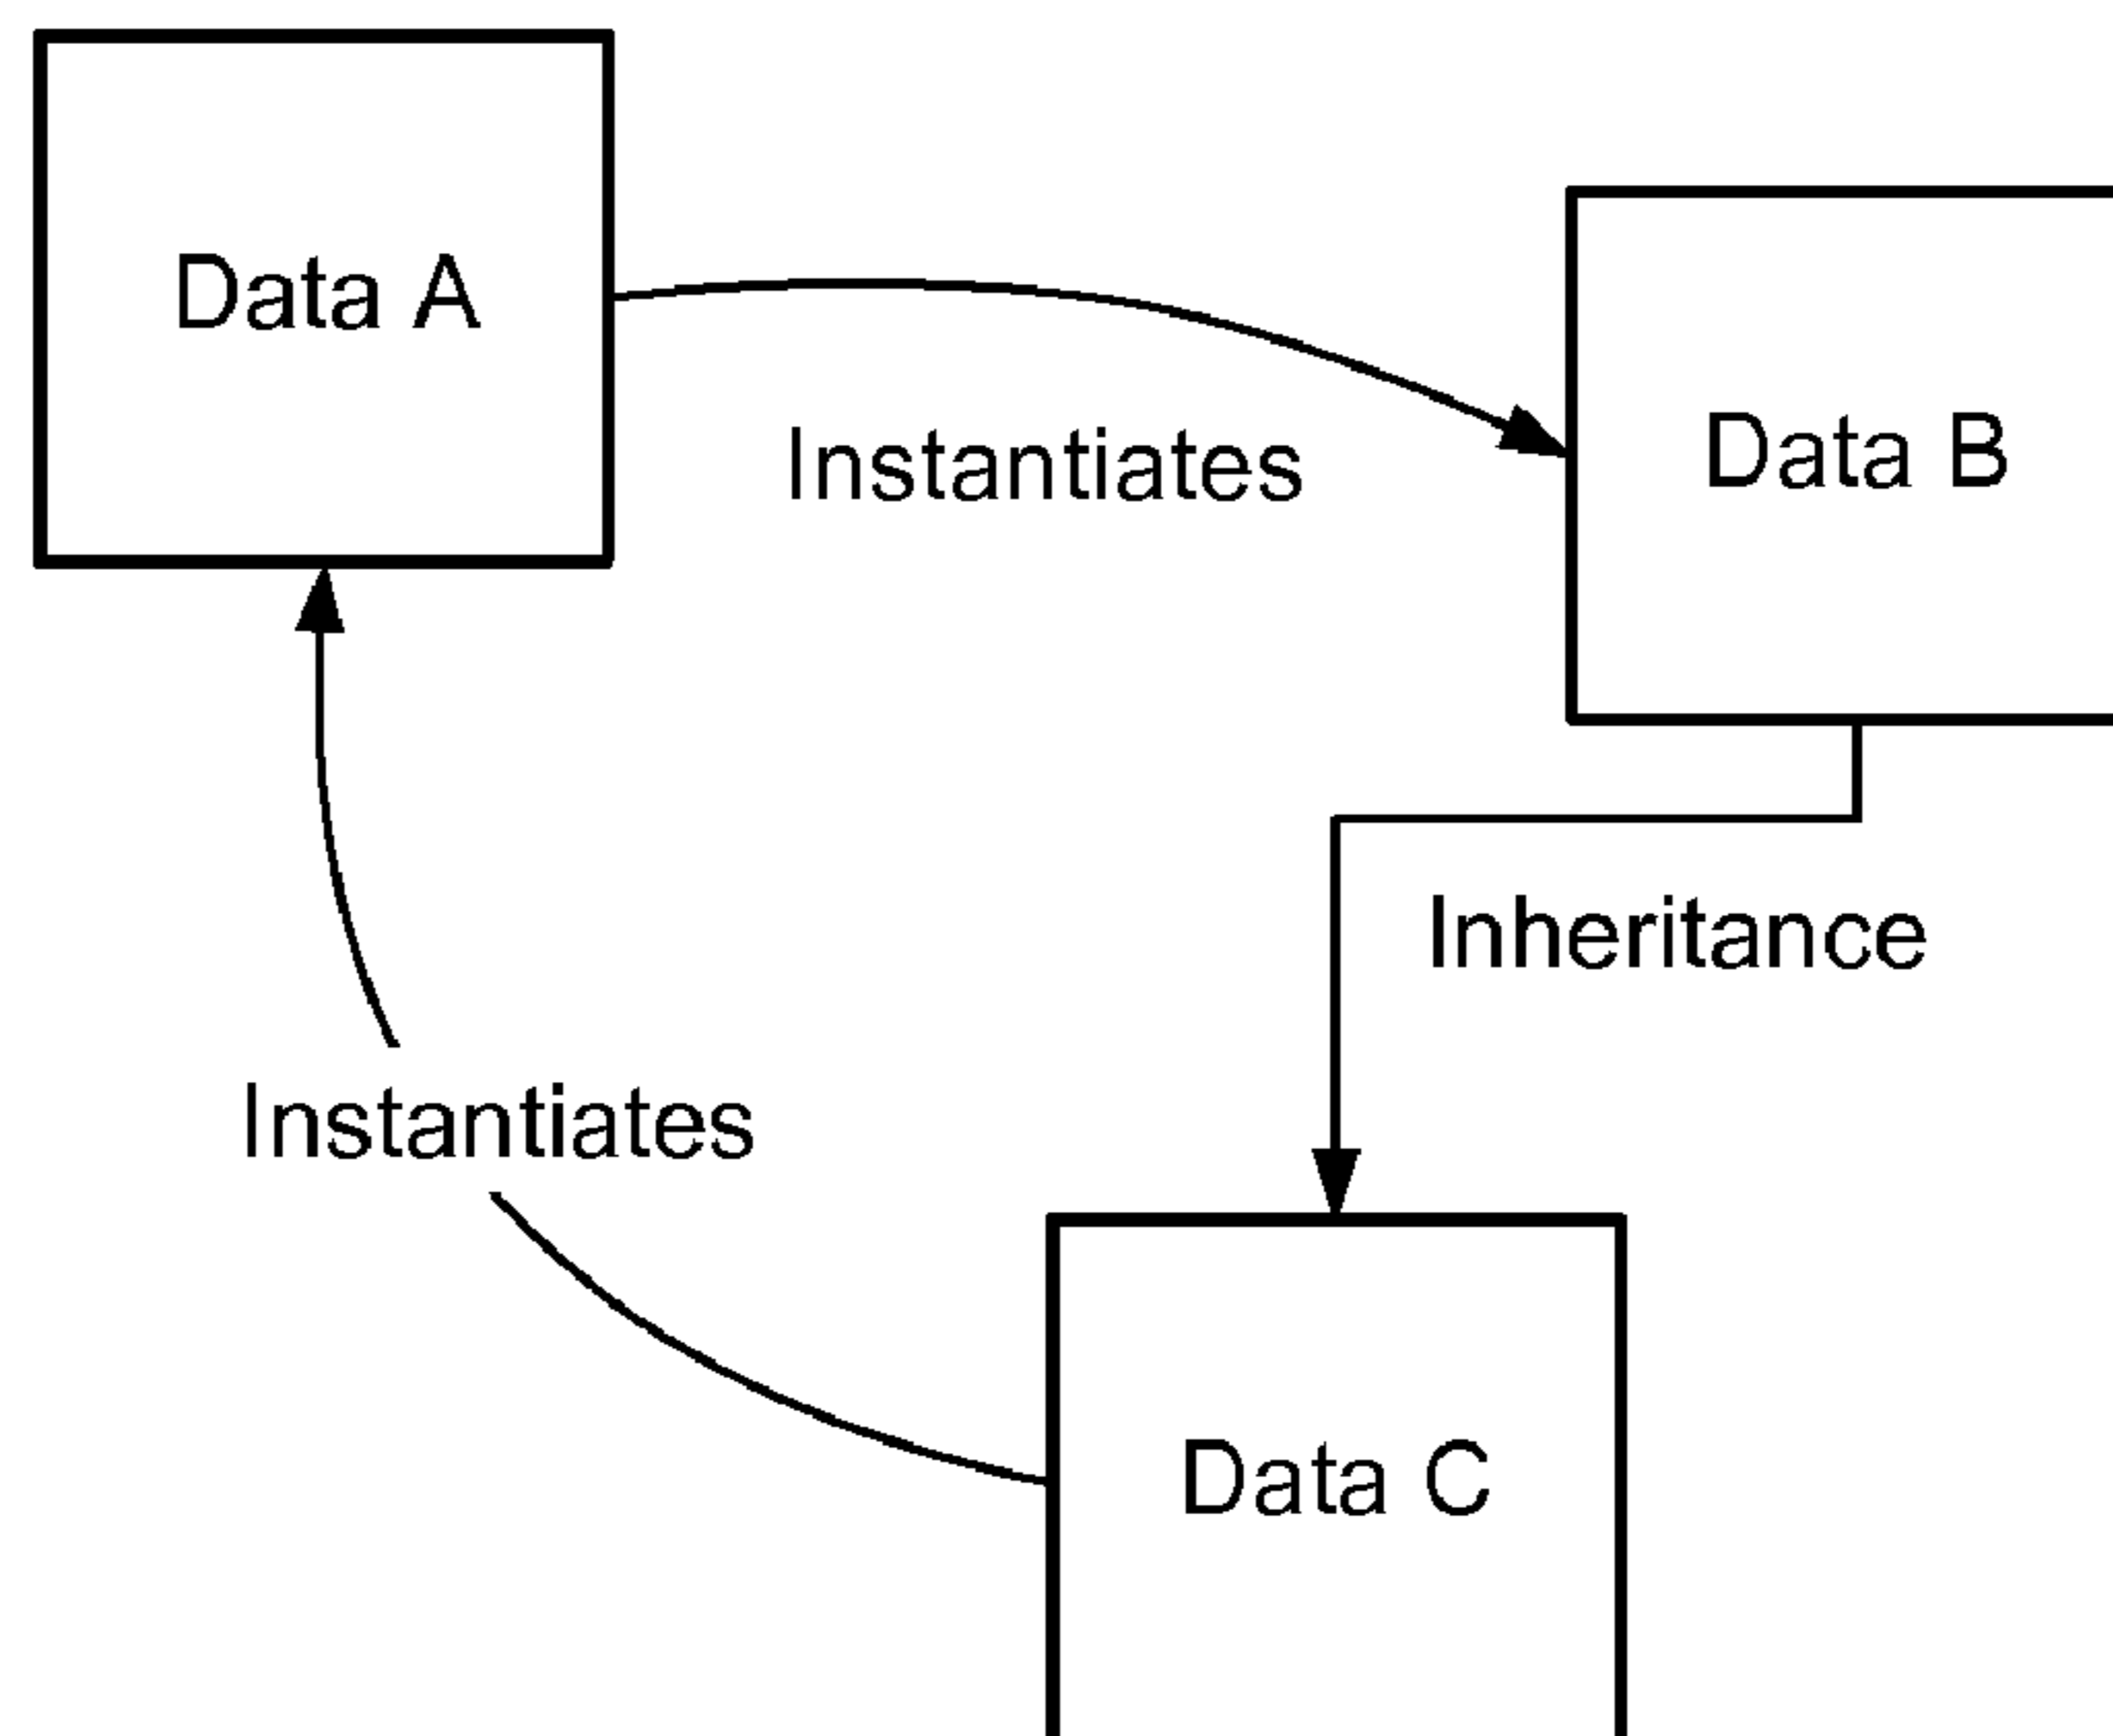 Data A
Instantiates
Data B
Inheritance
Instantiates
Data C